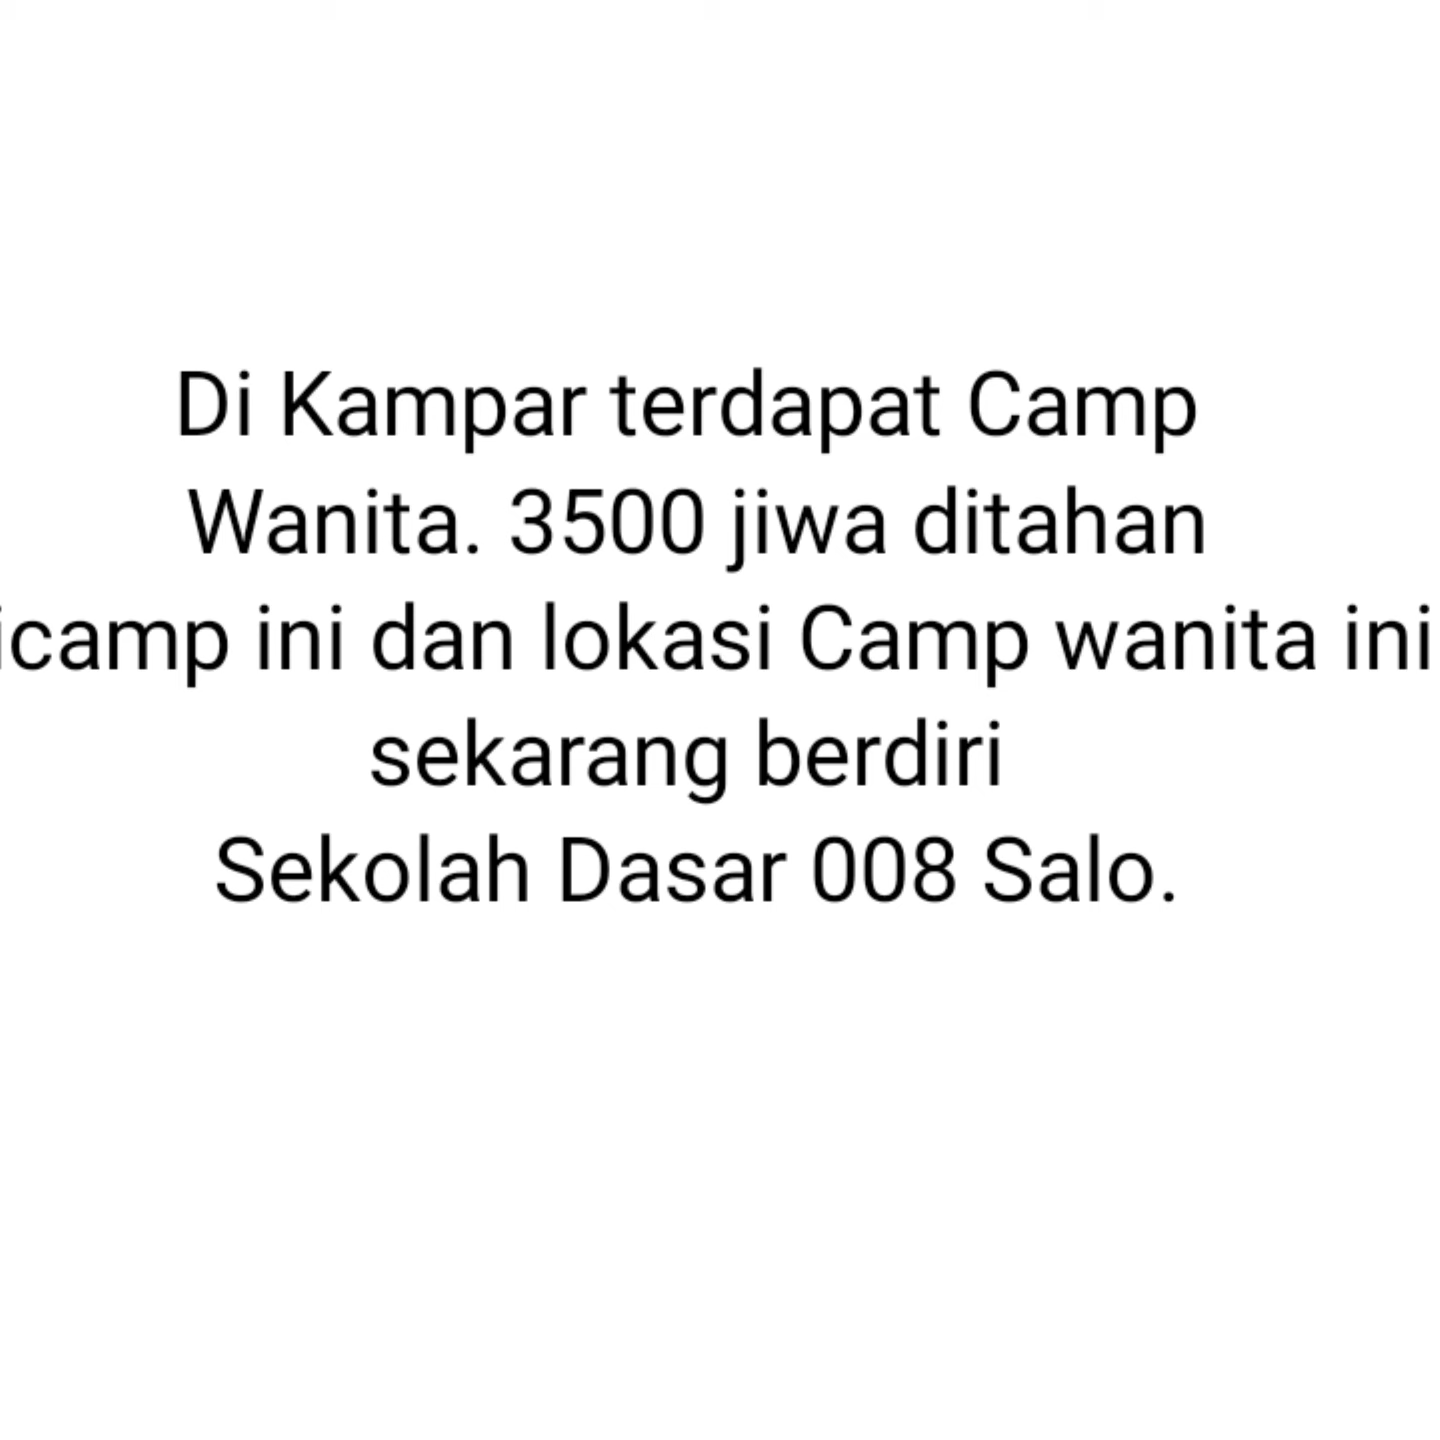 Di Kampar terdapat Camp
Wanita. 3500 jiwa ditahan
icamp ini dan lokasi Camp wanita ini
sekarang berdiri
Sekolah Dasar 008 Salo.